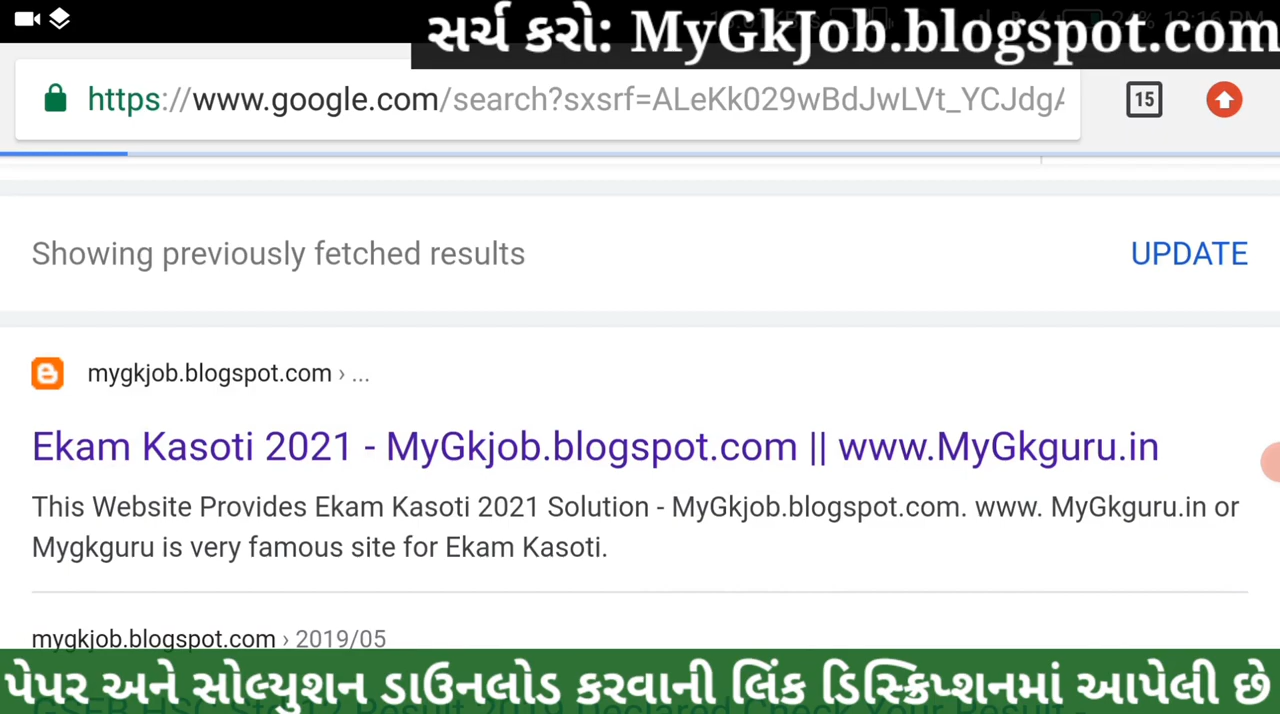 સર્ચ કરો: MyGkJob.blogspot.com
https://www.google.com/search?sxsrf=ALeKk029wBdJwLVt_YCJdgA
15
Showing previously fetched results
UPDATE
mygkjob.blogspot.com › ...
Ekam Kasoti 2021 - MyGkjob.blogspot.com || www.MyGkguru.in
This Website Provides Ekam Kasoti 2021 Solution - MyGkjob.blogspot.com. www. MyGkguru.in or
Mygkguru is very famous site for Ekam Kasoti.
mygkjob.blogspot.com › 2019/05
પેપર અને સોલ્યુશન ડાઉનલોડ કરવાની લિંક ડિસ્ક્રિપ્શનમાં આપેલી છે